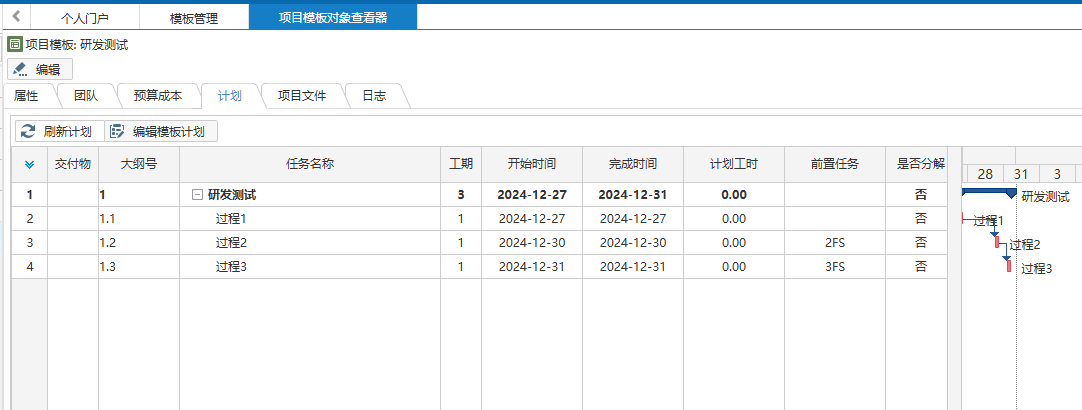 个人门户 模板管理 项目模板对象查看器
项目模板: 研发测试
编辑
属性 团队 预算成本 计划 项目文件 日志
刷新计划 编辑模板计划
交付物 大纲号 任务名称 工期 开始时间 完成时间 计划工时 前置任务 是否分解 28 31 3
1 1 研发测试 3 2024-12-27 2024-12-31 0.00 否 研发测试
2 1.1 过程1 1 2024-12-27 2024-12-27 0.00 否 过程1
3 1.2 过程2 1 2024-12-30 2024-12-30 0.00 2FS 否 过程2
4 1.3 过程3 1 2024-12-31 2024-12-31 0.00 3FS 否 过程3